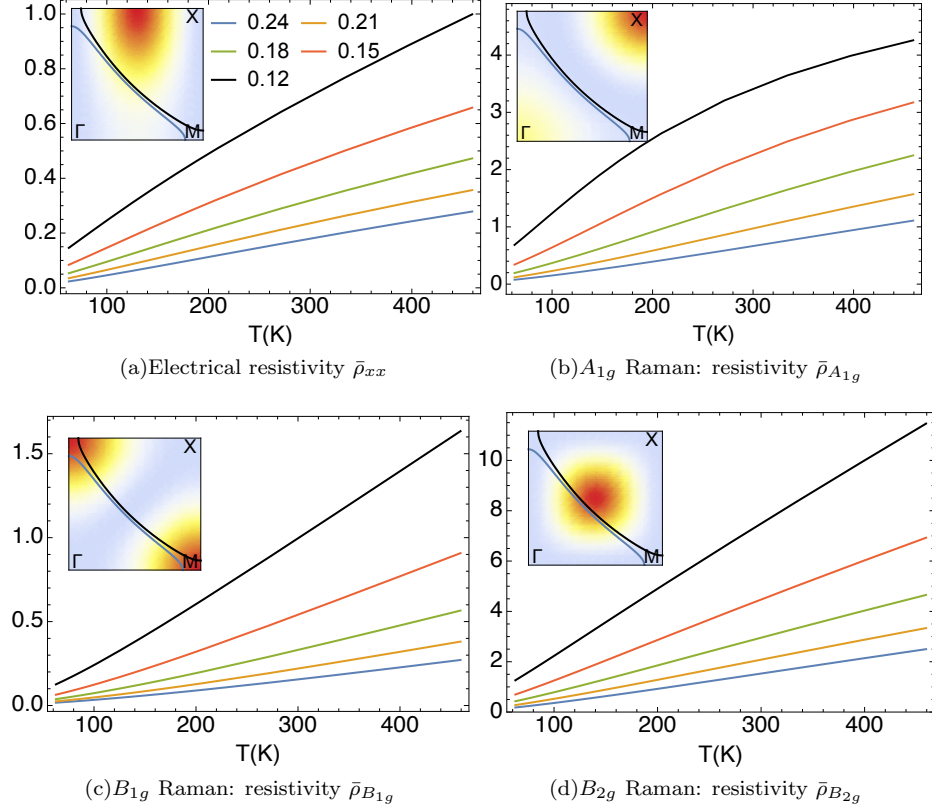 1.0
0.8
0.6
0.4
0.2
0.0
X
Γ
M
0.24 0.21
0.18 0.15
0.12
100 200 300 400
T(K)
(a)Electrical resistivity ρ̄xx
4
3
2
1
0
X
Γ
M
100 200 300 400
T(K)
(b)A1g Raman: resistivity ρ̄A1g
1.5
1.0
0.5
0.0
X
Γ
M
100 200 300 400
T(K)
(c)B1g Raman: resistivity ρ̄B1g
10
8
6
4
2
0
X
Γ
M
100 200 300 400
T(K)
(d)B2g Raman: resistivity ρ̄B2g